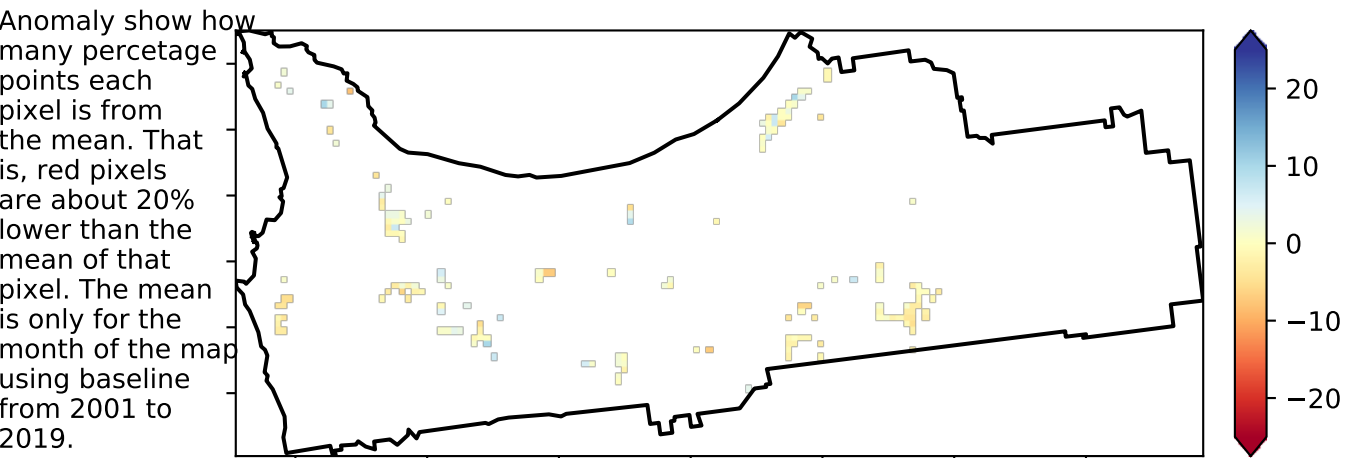 Anomaly show how
many percetage
points each
pixel is from
the mean. That
is, red pixels
are about 20%
lower than the
mean of that
pixel. The mean
is only for the
month of the map
using baseline
from 2001 to
2019.
20
10
0
−10
−20